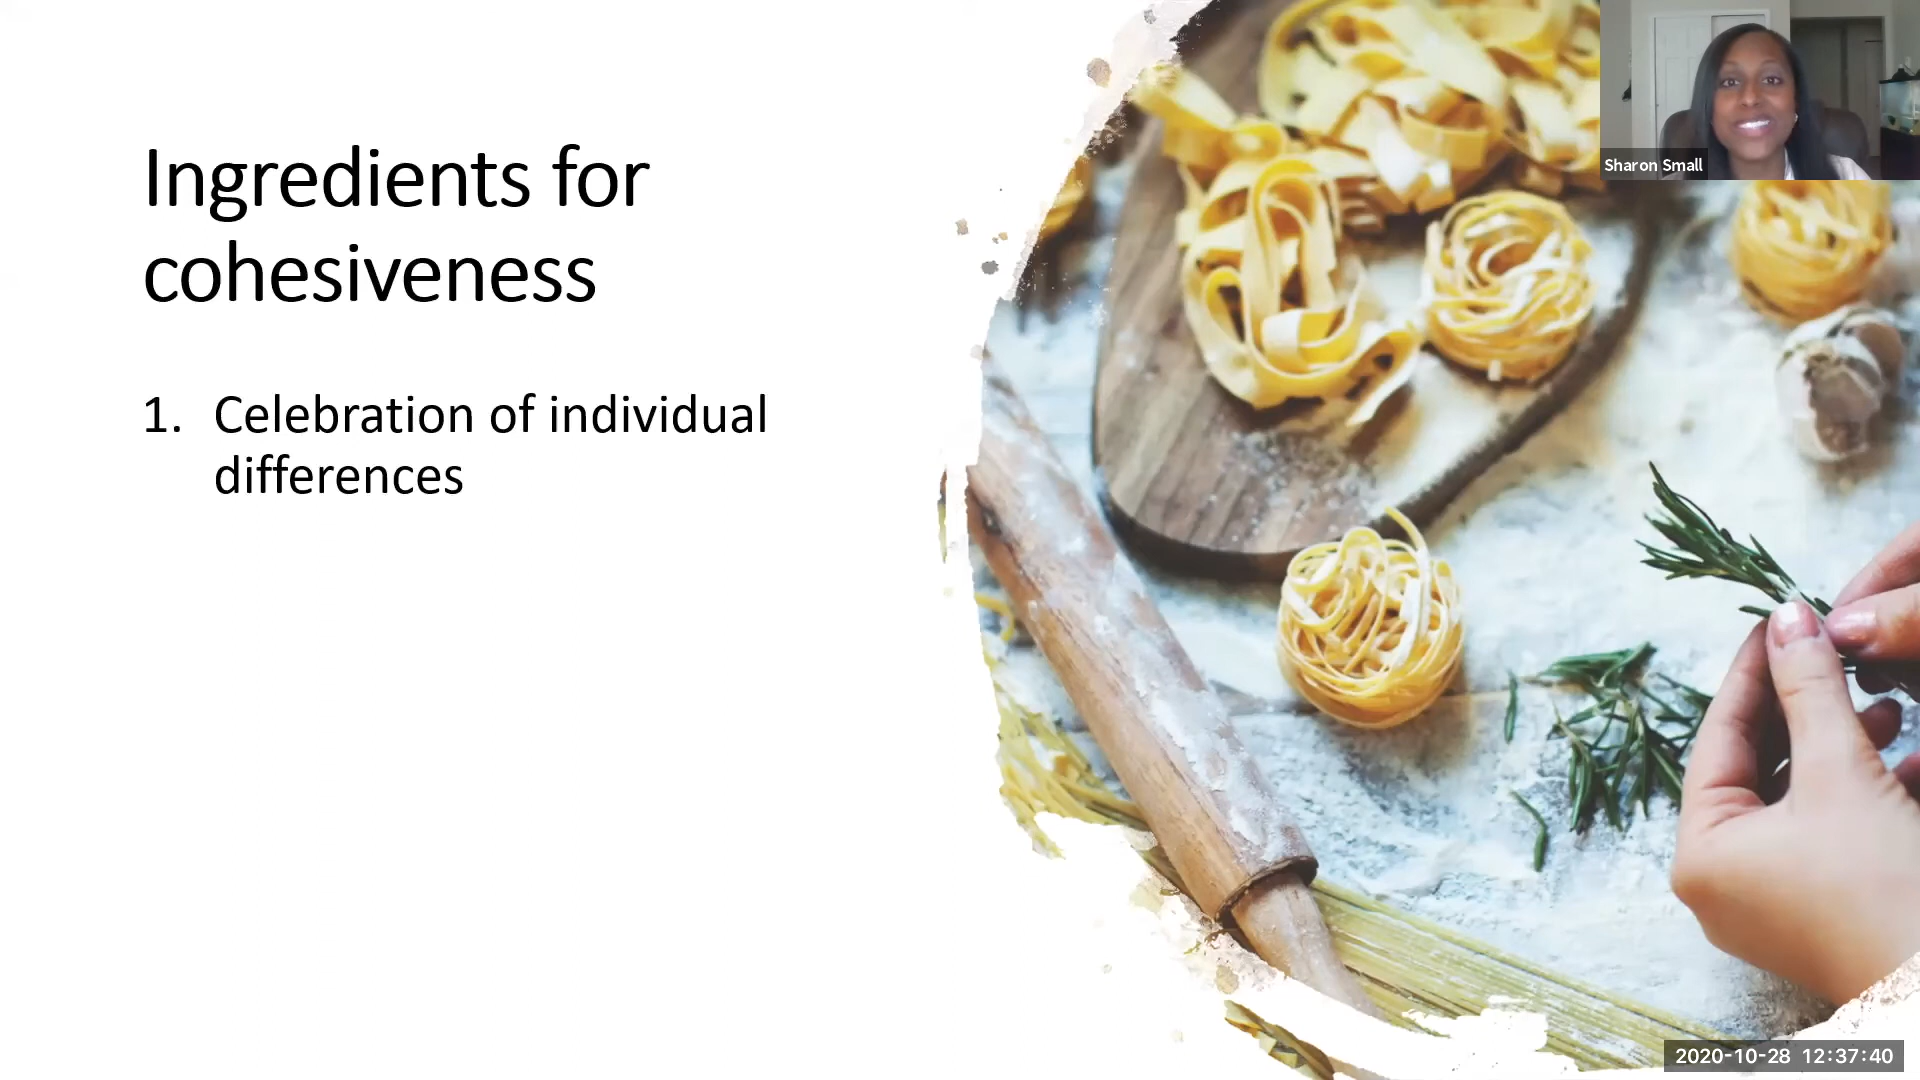 Ingredients for
cohesiveness
1. Celebration of individual
differences
Sharon Small
2020-10-28 12:37:40